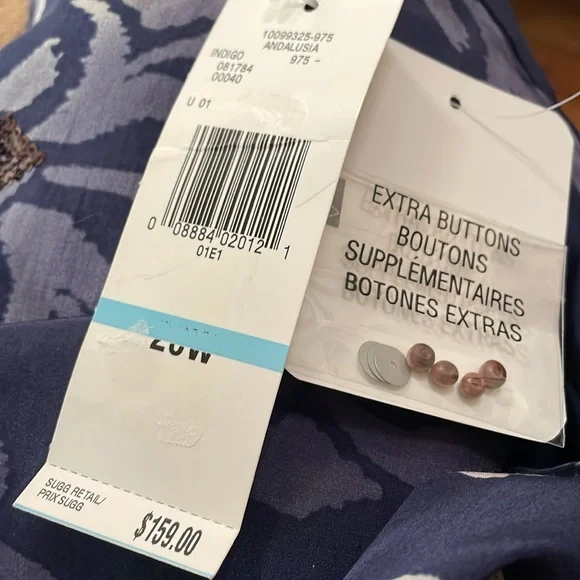 10099325-975
ANDALUSIA
INDIGO 975 -
081784
00040
U 01
0 08884 02012 1
01E1
20W
SUGG RETAIL/
PRIX SUGG
$159.00
EXTRA BUTTONS
BOUTONS
SUPPLÉMENTAIRES
BOTONES EXTRAS